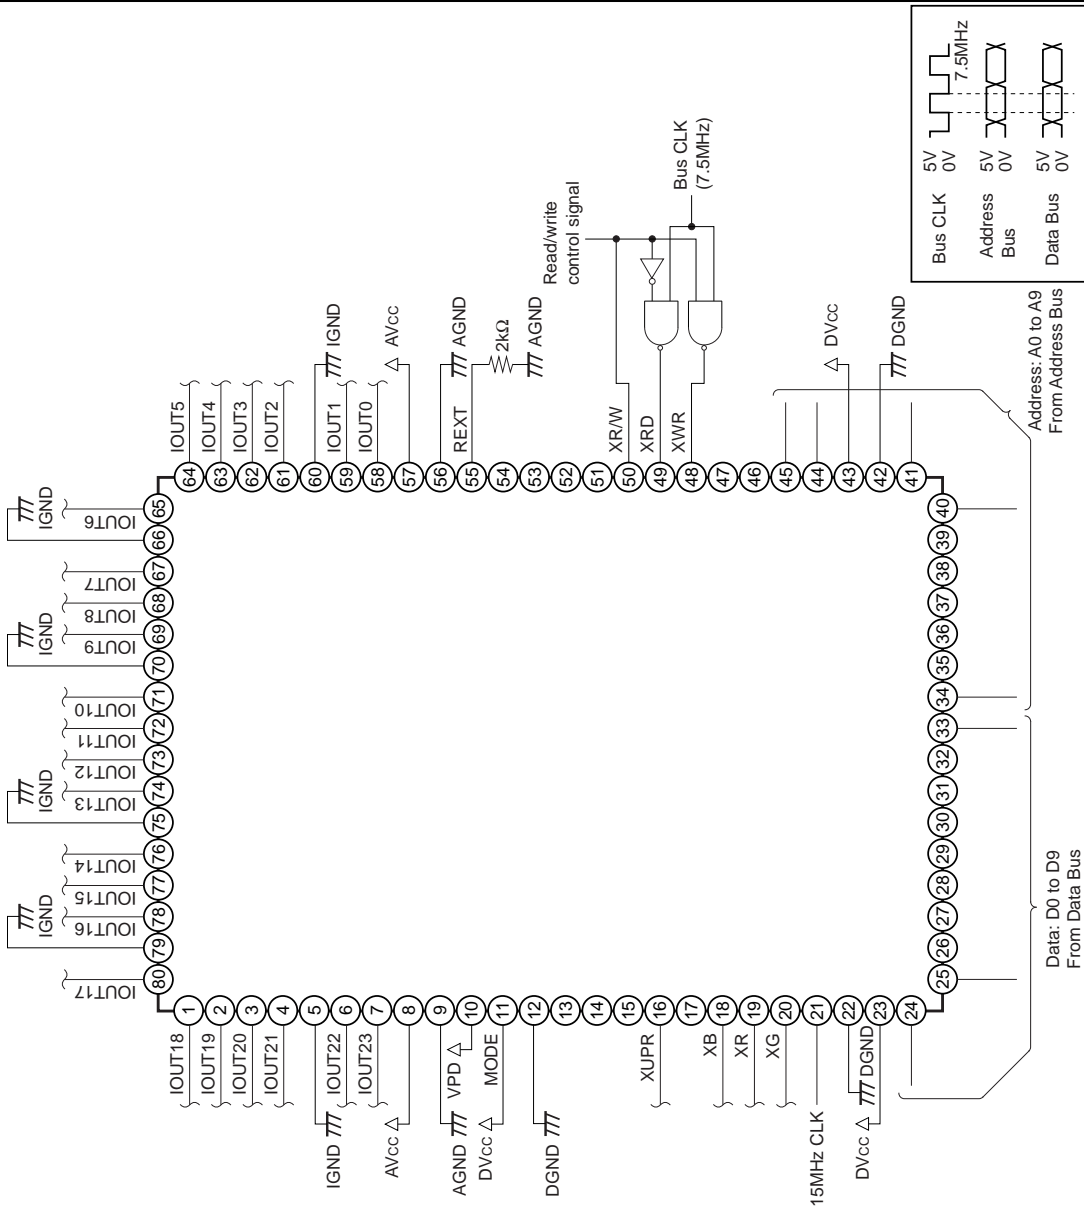 IOUT5
IOUT4
IOUT3
IOUT2
IGND
IOUT1
IOUT0
AVcc
AGND
REXT
2kΩ
AGND
Read/write
control signal
Bus CLK
(7.5MHz)
XR/W
XRD
XWR
DVcc
DGND
64
63
62
61
60
59
58
57
56
55
54
53
52
51
50
49
48
47
46
45
44
43
42
41
IGND
IOUT6
IOUT7
IOUT8
IGND
IOUT9
IOUT10
IOUT11
IOUT12
IGND
IOUT13
IOUT14
IOUT15
IGND
IOUT16
IOUT17
65
66
67
68
69
70
71
72
73
74
75
76
77
78
79
80
40
39
38
37
36
35
34
33
32
31
30
29
28
27
26
25
Address: A0 to A9
From Address Bus
Data: D0 to D9
From Data Bus
1
2
3
4
5
6
7
8
9
10
11
12
13
14
15
16
17
18
19
20
21
22
23
24
IOUT18
IOUT19
IOUT20
IOUT21
IGND
IOUT22
IOUT23
AVcc
AGND
VPD
DVcc
MODE
DGND
XUPR
XB
XR
XG
15MHz CLK
DGND
DVcc
Bus CLK
5V
0V
7.5MHz
Address
Bus
5V
0V
Data Bus
5V
0V